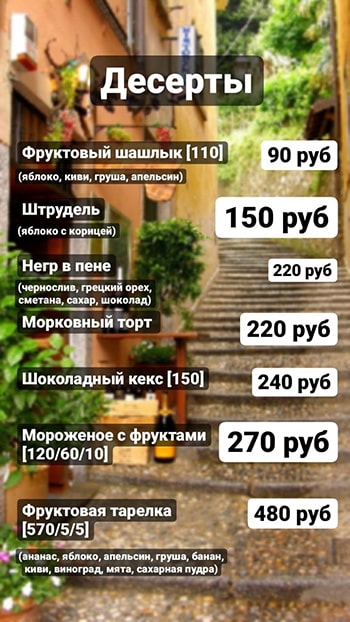 Десерты
Фруктовый шашлык [110]
90 руб
(яблоко, киви, груша, апельсин)
Штрудель
150 руб
(яблоко с корицей)
Негр в пене
220 руб
(чернослив, грецкий орех,
сметана, сахар, шоколад)
Морковный торт
220 руб
Шоколадный кекс [150]
240 руб
Мороженое с фруктами
[120/60/10]
270 руб
Фруктовая тарелка
[570/5/5]
480 руб
(ананас, яблоко, апельсин, груша, банан,
киви, виноград, мята, сахарная пудра)